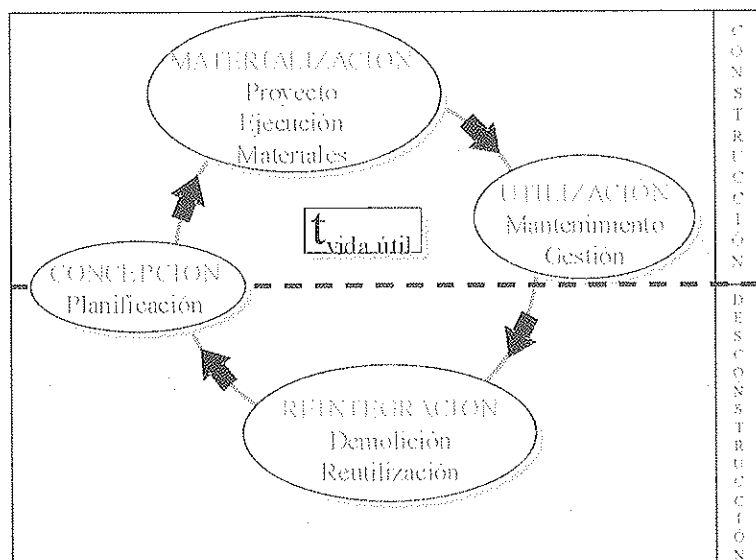 MATERIALIZACION
Proyecto
Ejecución
Materiales
UTILIZACIÓN
Mantenimiento
Gestión
t vida útil
CONCEPCION
Planificación
REINTEGRACION
Demolición
Reutilización
CONSTRUCCIÓN
DESCONSTRUCCIÓN